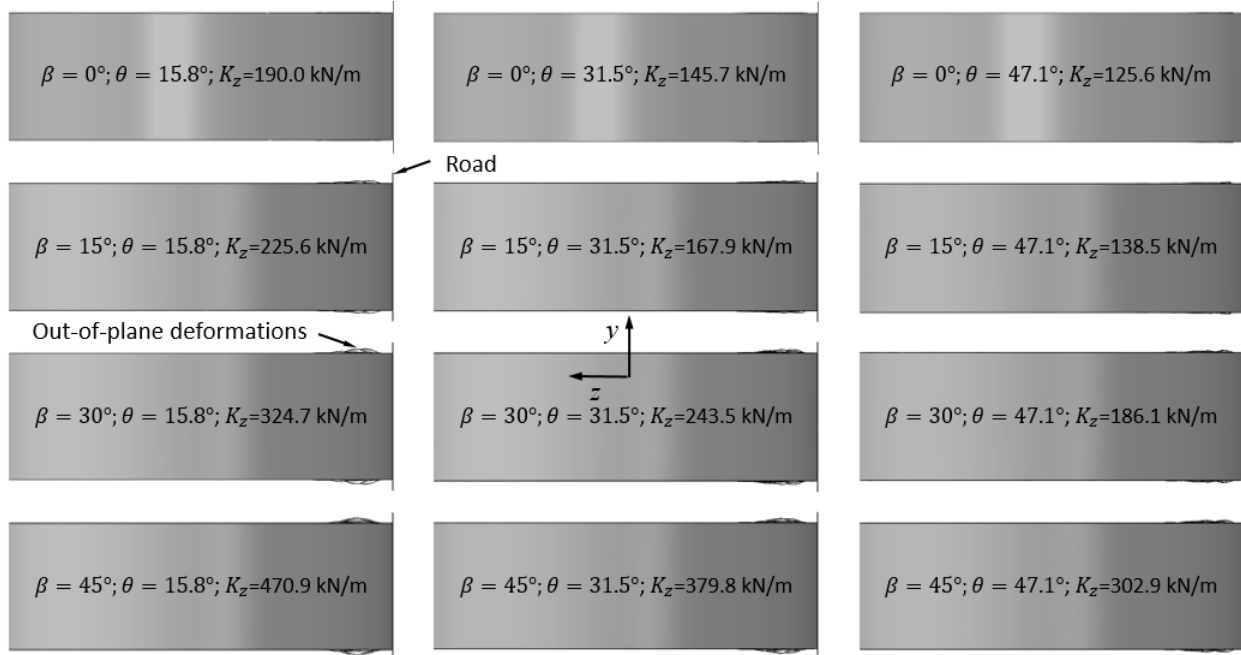 β = 0°; θ = 15.8°; K_z=190.0 kN/m
β = 0°; θ = 31.5°; K_z=145.7 kN/m
β = 0°; θ = 47.1°; K_z=125.6 kN/m
Road
β = 15°; θ = 15.8°; K_z=225.6 kN/m
β = 15°; θ = 31.5°; K_z=167.9 kN/m
β = 15°; θ = 47.1°; K_z=138.5 kN/m
Out-of-plane deformations
y
z
β = 30°; θ = 15.8°; K_z=324.7 kN/m
β = 30°; θ = 31.5°; K_z=243.5 kN/m
β = 30°; θ = 47.1°; K_z=186.1 kN/m
β = 45°; θ = 15.8°; K_z=470.9 kN/m
β = 45°; θ = 31.5°; K_z=379.8 kN/m
β = 45°; θ = 47.1°; K_z=302.9 kN/m